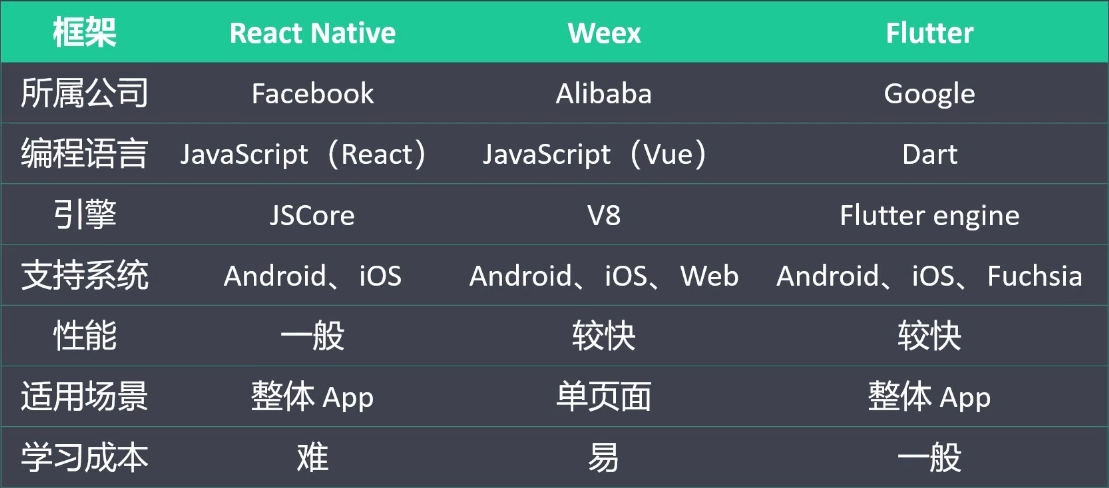 框架 React Native Weex Flutter
所属公司 Facebook Alibaba Google
编程语言 JavaScript（React） JavaScript（Vue） Dart
引擎 JSCore V8 Flutter engine
支持系统 Android、iOS Android、iOS、Web Android、iOS、Fuchsia
性能 一般 较快 较快
适用场景 整体 App 单页面 整体 App
学习成本 难 易 一般